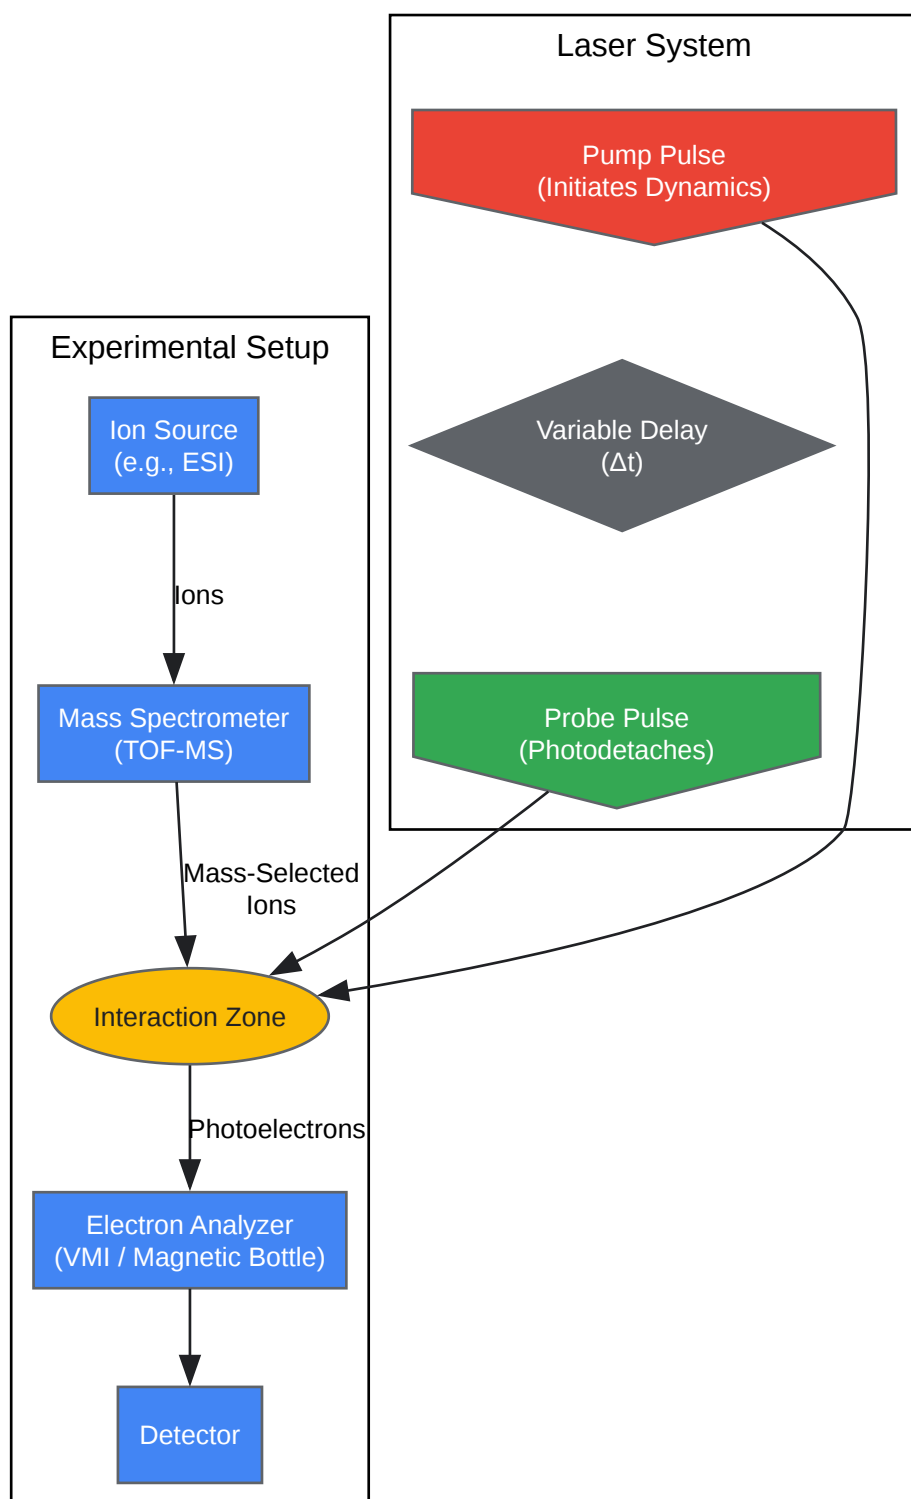 Laser System
Pump Pulse
(Initiates Dynamics)
Experimental Setup
Ion Source
(e.g., ESI)
Variable Delay
(Δt)
Ions
Mass Spectrometer
(TOF-MS)
Probe Pulse
(Photodetaches)
Mass-Selected
Ions
Interaction Zone
Photoelectrons
Electron Analyzer
(VMI / Magnetic Bottle)
Detector